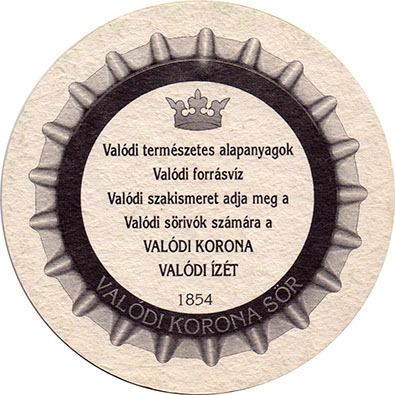 Valódi természetes alapanyagok
Valódi forrásvíz
Valódi szakismeret adja meg a
Valódi sörivók számára a
VALÓDI KORONA
VALÓDI ÍZÉT
1854
VALÓDI KORONA SÖR